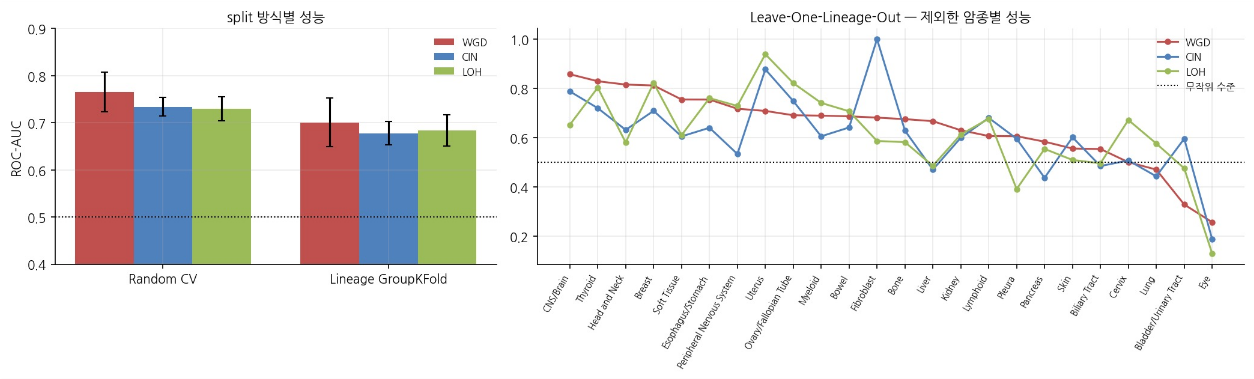 split 방식별 성능
ROC-AUC
0.9
0.8
0.7
0.6
0.5
0.4
WGD
CIN
LOH
Random CV
Lineage GroupKFold
Leave-One-Lineage-Out — 제외한 암종별 성능
1.0
0.8
0.6
0.4
0.2
WGD
CIN
LOH
무작위 수준
CNS/Brain
Thyroid
Head and Neck
Breast
Soft Tissue
Esophagus/Stomach
Peripheral Nervous System
Uterus
Ovary/Fallopian Tube
Myeloid
Bowel
Fibroblast
Bone
Liver
Kidney
Lymphoid
Pleura
Pancreas
Skin
Biliary Tract
Cervix
Lung
Bladder/Urinary Tract
Eye